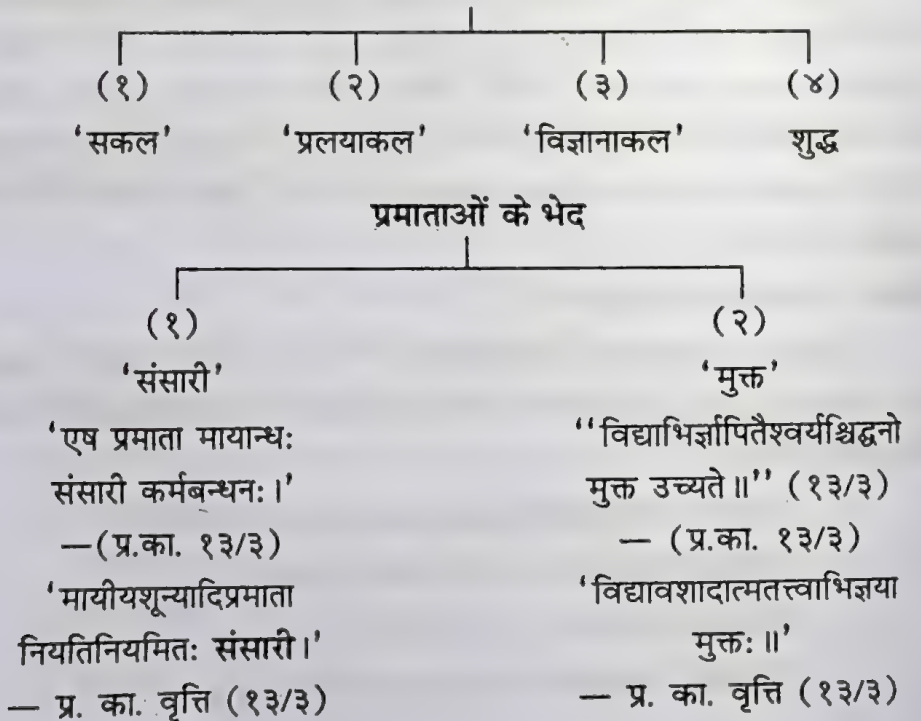 (१) (२) (३) (४)
'सकल' 'प्रलयाकल' 'विज्ञानाकल' शुद्ध
प्रमाताओं के भेद
(१) (२)
'संसारी' 'मुक्त'
'एष प्रमाता मायान्धः ''विद्याभिर्ज्ञापितैश्वर्यश्चिद्धनो
संसारी कर्मबन्धनः।' मुक्त उच्यते॥'' (१३/३)
—(प्र.का. १३/३) — (प्र.का. १३/३)
'मायीयशून्यादिप्रमाता 'विद्यावशादात्मतत्त्वाभिज्ञया
नियतिनियमितः संसारी।' मुक्तः॥'
— प्र. का. वृत्ति (१३/३) — प्र. का. वृत्ति (१३/३)